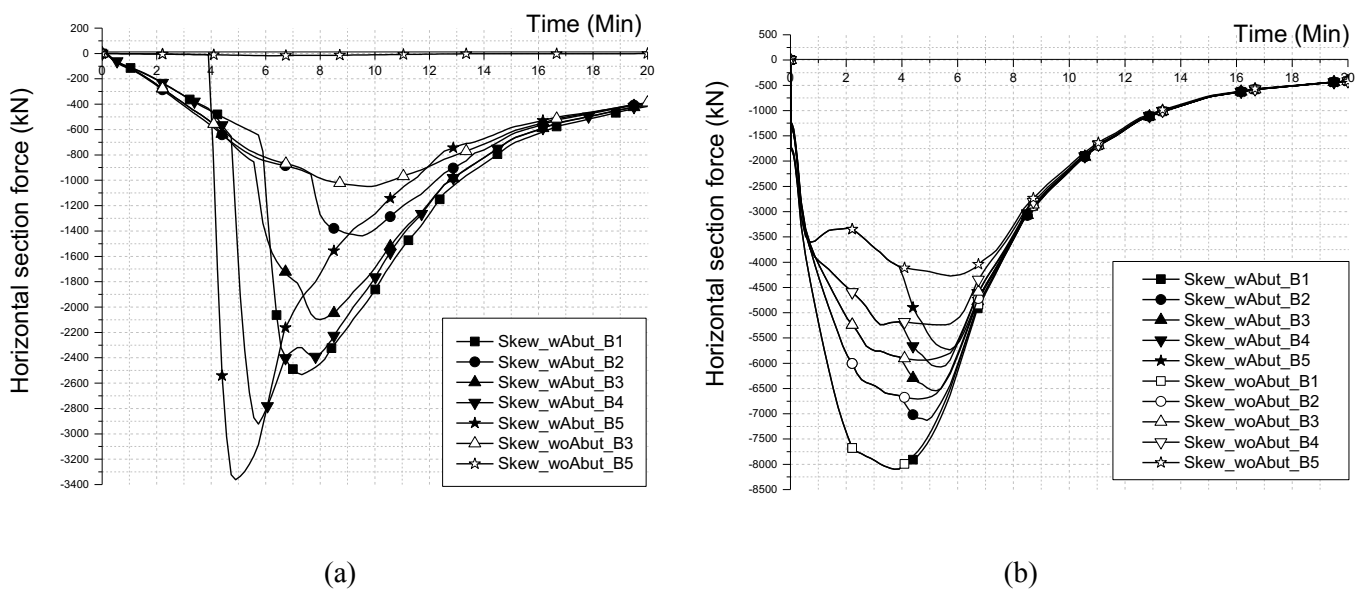 Time (Min)
Horizontal section force (kN)
200
0
-200
-400
-600
-800
-1000
-1200
-1400
-1600
-1800
-2000
-2200
-2400
-2600
-2800
-3000
-3200
-3400
0 2 4 6 8 10 12 14 16 18 20
Skew_wAbut_B1
Skew_wAbut_B2
Skew_wAbut_B3
Skew_wAbut_B4
Skew_wAbut_B5
Skew_woAbut_B3
Skew_woAbut_B5
(a)
Time (Min)
Horizontal section force (kN)
500
0
-500
-1000
-1500
-2000
-2500
-3000
-3500
-4000
-4500
-5000
-5500
-6000
-6500
-7000
-7500
-8000
-8500
0 2 4 6 8 10 12 14 16 18 20
Skew_wAbut_B1
Skew_wAbut_B2
Skew_wAbut_B3
Skew_wAbut_B4
Skew_wAbut_B5
Skew_woAbut_B1
Skew_woAbut_B2
Skew_woAbut_B3
Skew_woAbut_B4
Skew_woAbut_B5
(b)